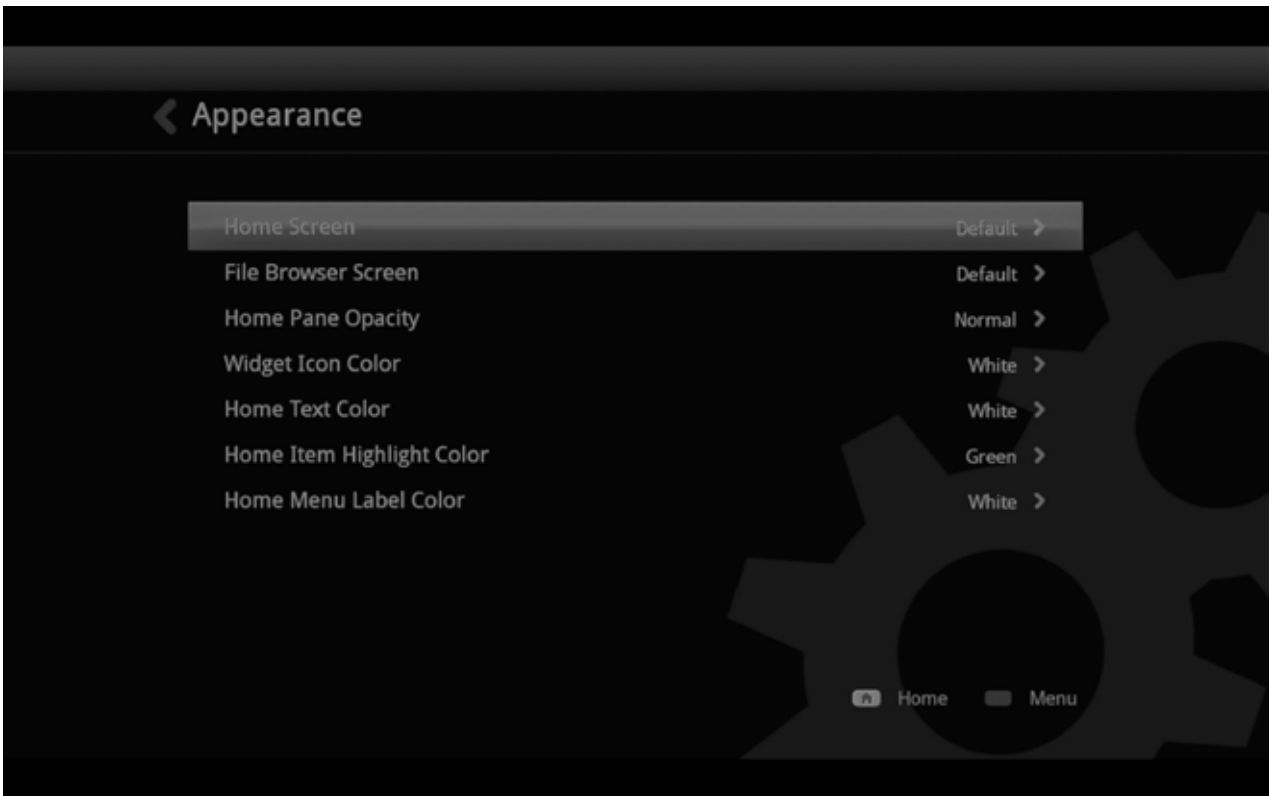 Appearance
Home Screen Default
File Browser Screen Default
Home Pane Opacity Normal
Widget Icon Color White
Home Text Color White
Home Item Highlight Color Green
Home Menu Label Color White
Home Menu